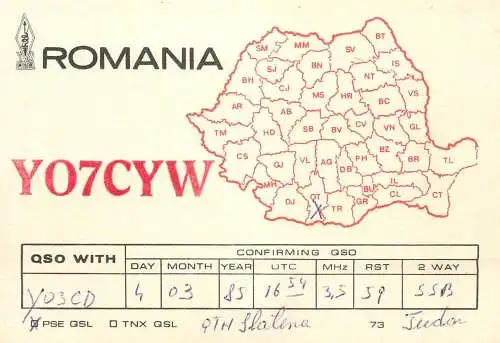 ROMANIA
SM MM SV BT
BH SJ BN NT IS
CJ MS HR BC VS
AR AB
TM HD SB BV CV VN GL
CS GJ VL AG PH BZ BR TL
DB
MH DJ OT TR GR BU IL CL CT
YO7CYW
QSO WITH
CONFIRMING QSO
DAY MONTH YEAR UTC MHz RST 2 WAY
YO3CD 4 03 85 16 54 3,5 59 SSB
PSE QSL TNX QSL QTH Slatina 73